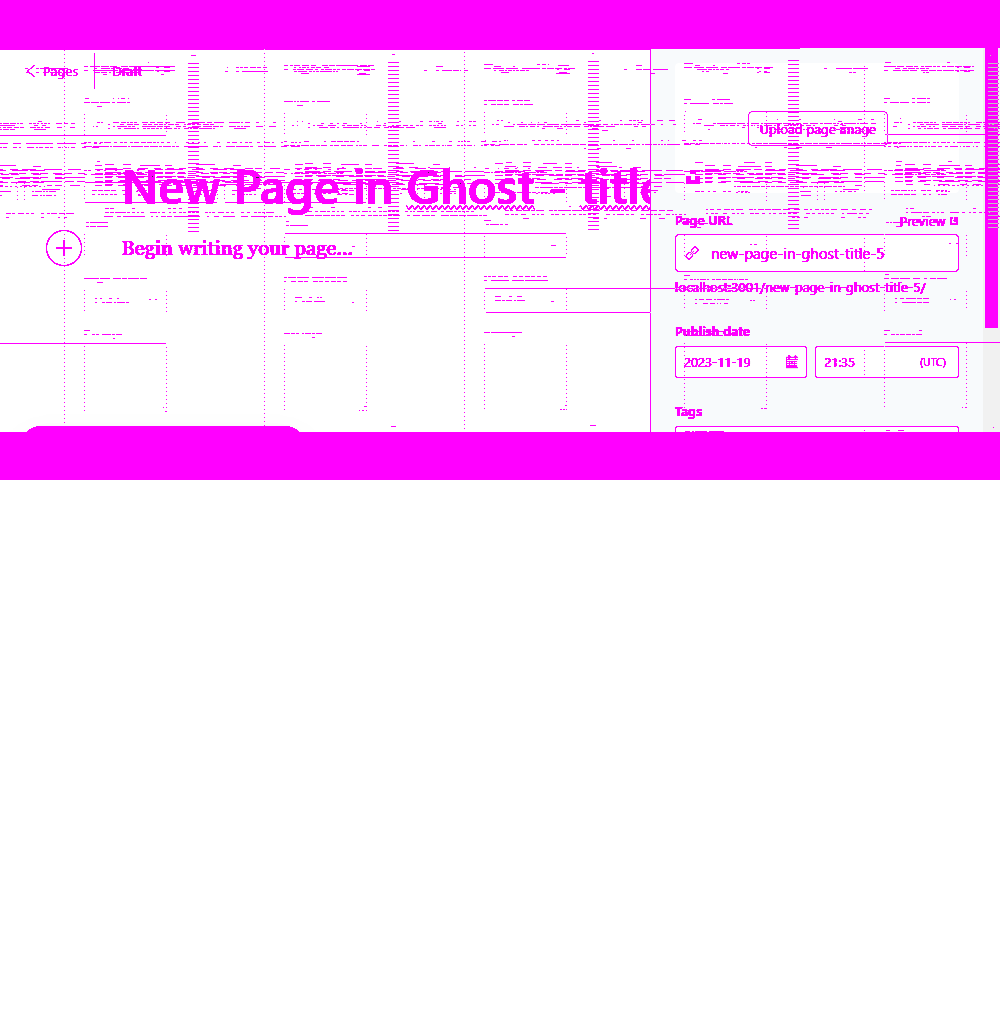 Pages
Draft
Upload page image
New Page in Ghost - title
Page URL
Preview
new-page-in-ghost-title-5
Begin writing your page...
localhost:3001/new-page-in-ghost-title-5/
Publish date
2023-11-19
21:35
(UTC)
Tags